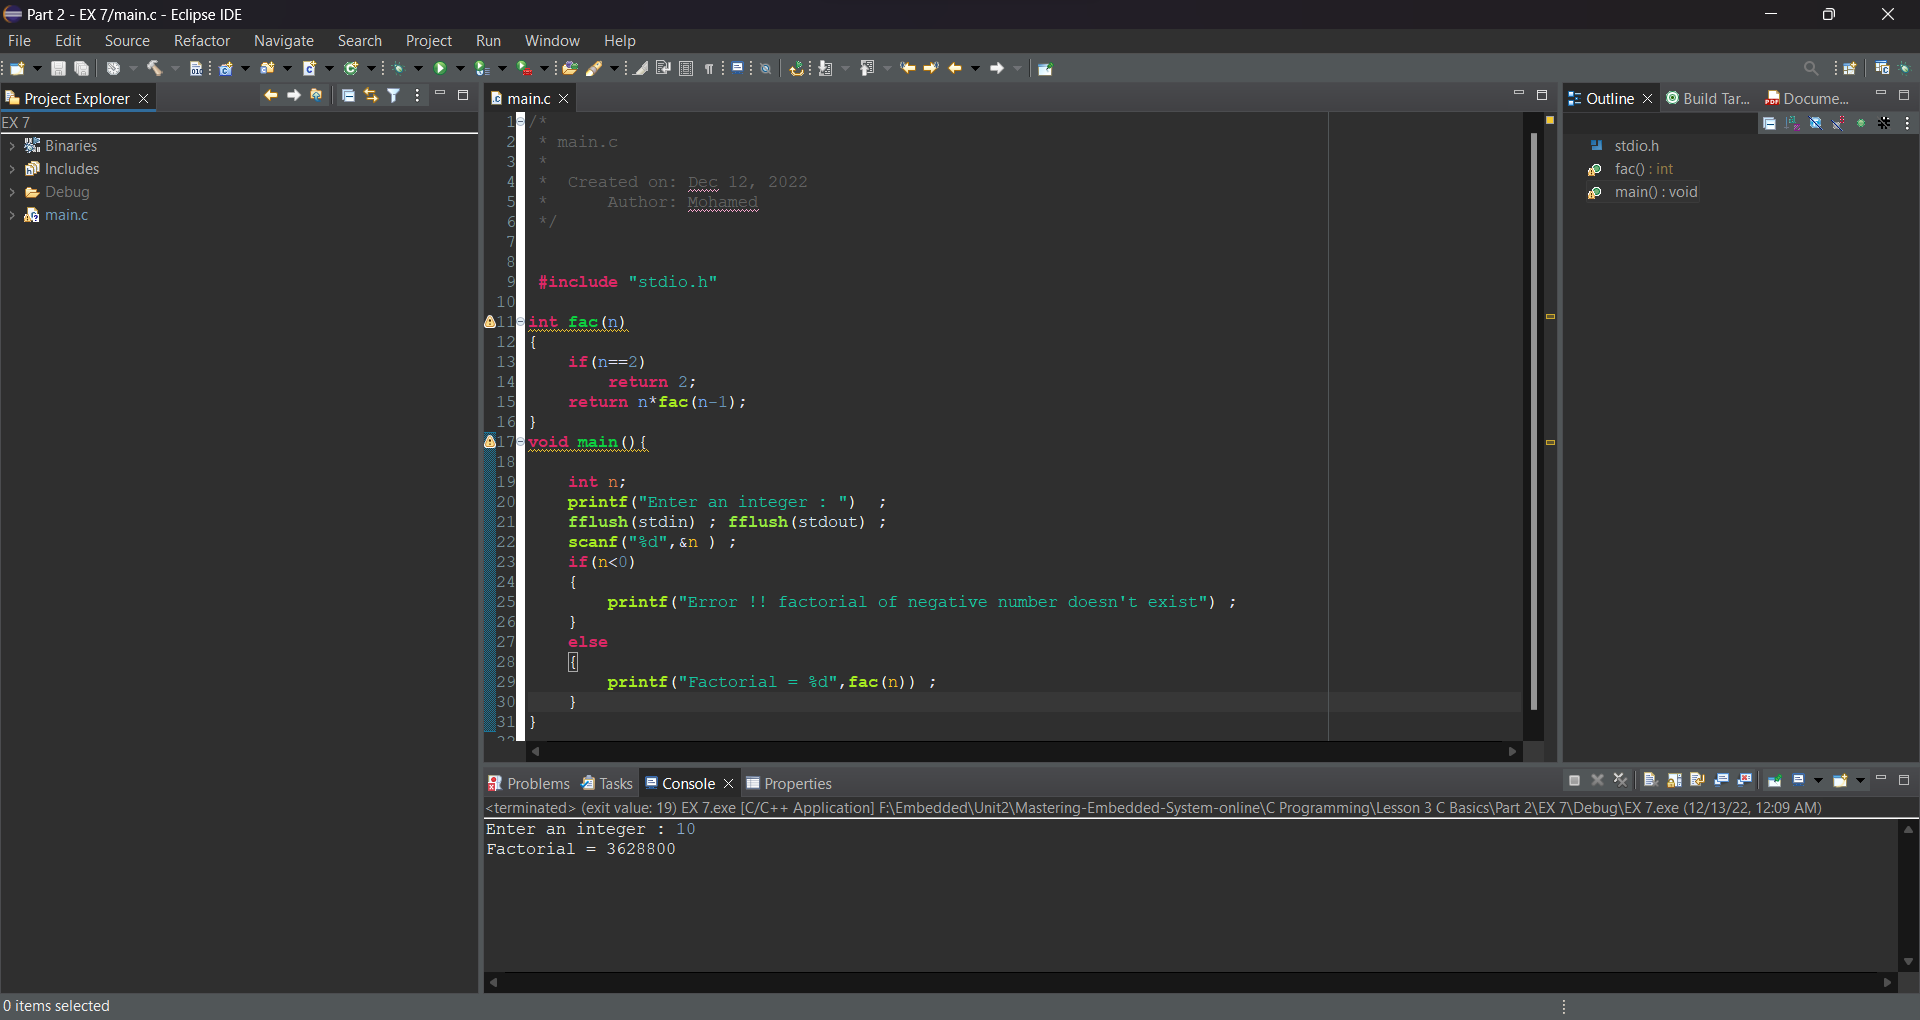 Part 2 - EX 7/main.c - Eclipse IDE
File Edit Source Refactor Navigate Search Project Run Window Help
Project Explorer
EX 7
Binaries
Includes
Debug
main.c
main.c
1 /*
2 * main.c
3 *
4 * Created on: Dec 12, 2022
5 * Author: Mohamed
6 */
7
8
9 #include "stdio.h"
10
11 int fac(n)
12 {
13 if(n==2)
14 return 2;
15 return n*fac(n-1);
16 }
17 void main(){
18
19 int n;
20 printf("Enter an integer : ") ;
21 fflush(stdin) ; fflush(stdout) ;
22 scanf("%d",&n ) ;
23 if(n<0)
24 {
25 printf("Error !! factorial of negative number doesn't exist") ;
26 }
27 else
28 {
29 printf("Factorial = %d",fac(n)) ;
30 }
31 }
Outline Build Tar... Docume...
stdio.h
fac() : int
main() : void
Problems Tasks Console Properties
<terminated> (exit value: 19) EX 7.exe [C/C++ Application] F:\Embedded\Unit2\Mastering-Embedded-System-online\C Programming\Lesson 3 C Basics\Part 2\EX 7\Debug\EX 7.exe (12/13/22, 12:09 AM)
Enter an integer : 10
Factorial = 3628800
0 items selected